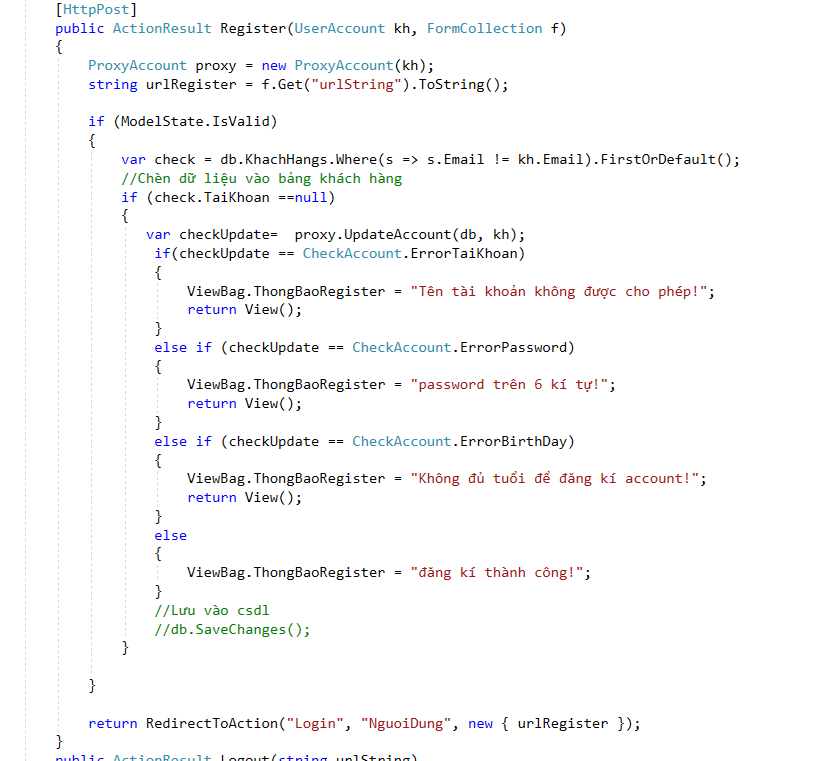 [HttpPost]
public ActionResult Register(UserAccount kh, FormCollection f)
{
ProxyAccount proxy = new ProxyAccount(kh);
string urlRegister = f.Get("urlString").ToString();
if (ModelState.IsValid)
{
var check = db.KhachHangs.Where(s => s.Email != kh.Email).FirstOrDefault();
//Chèn dữ liệu vào bảng khách hàng
if (check.TaiKhoan ==null)
{
var checkUpdate=  proxy.UpdateAccount(db, kh);
if(checkUpdate == CheckAccount.ErrorTaiKhoan)
{
ViewBag.ThongBaoRegister = "Tên tài khoản không được cho phép!";
return View();
}
else if (checkUpdate == CheckAccount.ErrorPassword)
{
ViewBag.ThongBaoRegister = "password trên 6 kí tự!";
return View();
}
else if (checkUpdate == CheckAccount.ErrorBirthDay)
{
ViewBag.ThongBaoRegister = "Không đủ tuổi để đăng kí account!";
return View();
}
else
{
ViewBag.ThongBaoRegister = "đăng kí thành công!";
}
//Lưu vào csdl
//db.SaveChanges();
}
}
return RedirectToAction("Login", "NguoiDung", new { urlRegister });
}
public ActionResult Logout(string urlString)